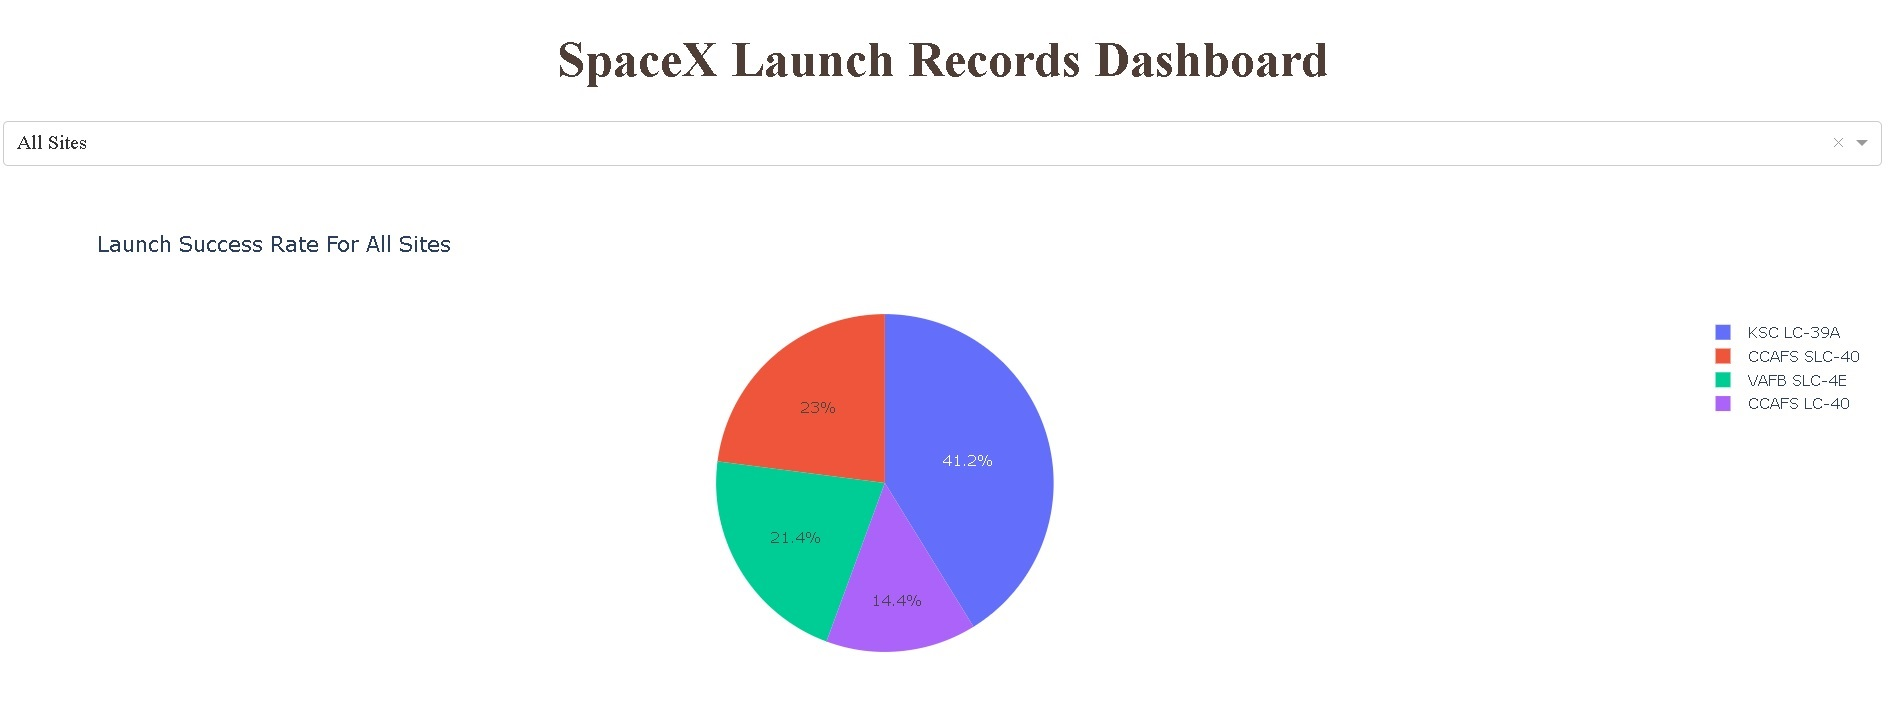 SpaceX Launch Records Dashboard
All Sites
Launch Success Rate For All Sites
KSC LC-39A
CCAFS SLC-40
VAFB SLC-4E
CCAFS LC-40
23%
41.2%
21.4%
14.4%